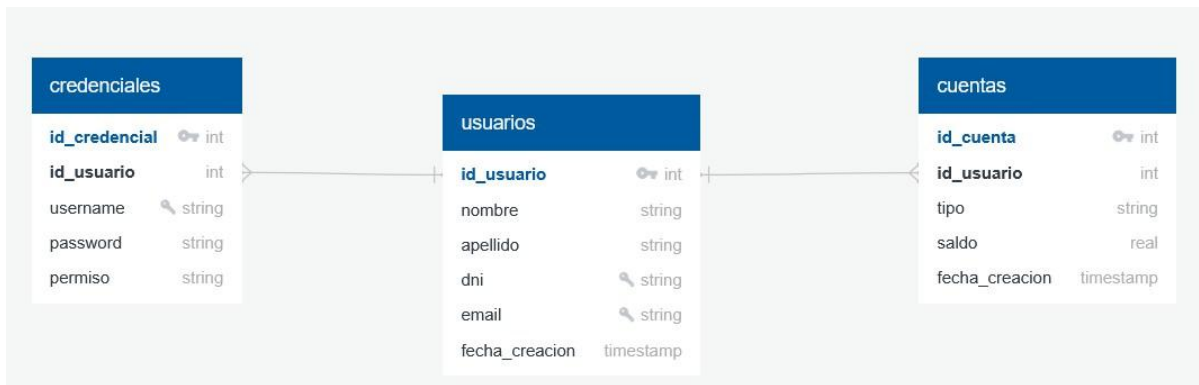 credenciales
id_credencial int
id_usuario int
username string
password string
permiso string
usuarios
id_usuario int
nombre string
apellido string
dni string
email string
fecha_creacion timestamp
cuentas
id_cuenta int
id_usuario int
tipo string
saldo real
fecha_creacion timestamp